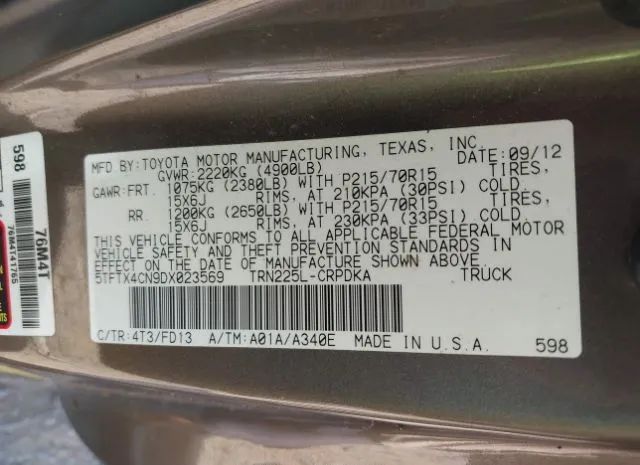 MFD BY:TOYOTA MOTOR MANUFACTURING, TEXAS, INC.
GVWR:2220KG (4900LB) DATE: 09/12
GAWR:FRT. 1075KG (2380LB) WITH P215/70R15 TIRES,
15X6J RIMS, AT 210KPA (30PSI) COLD.
RR. 1200KG (2650LB) WITH P215/70R15 TIRES,
15X6J RIMS, AT 230KPA (33PSI) COLD.
THIS VEHICLE CONFORMS TO ALL APPLICABLE FEDERAL MOTOR
VEHICLE SAFETY AND THEFT PREVENTION STANDARDS IN
EFFECT ON THE DATE OF MANUFACTURE SHOWN ABOVE.
5TFTX4CN9DX023569 TRN225L-CRPDKA TRUCK
C/TR:4T3/FD13 A/TM:A01A/A340E MADE IN U.S.A.
598
598
76M4T
76M4T41765